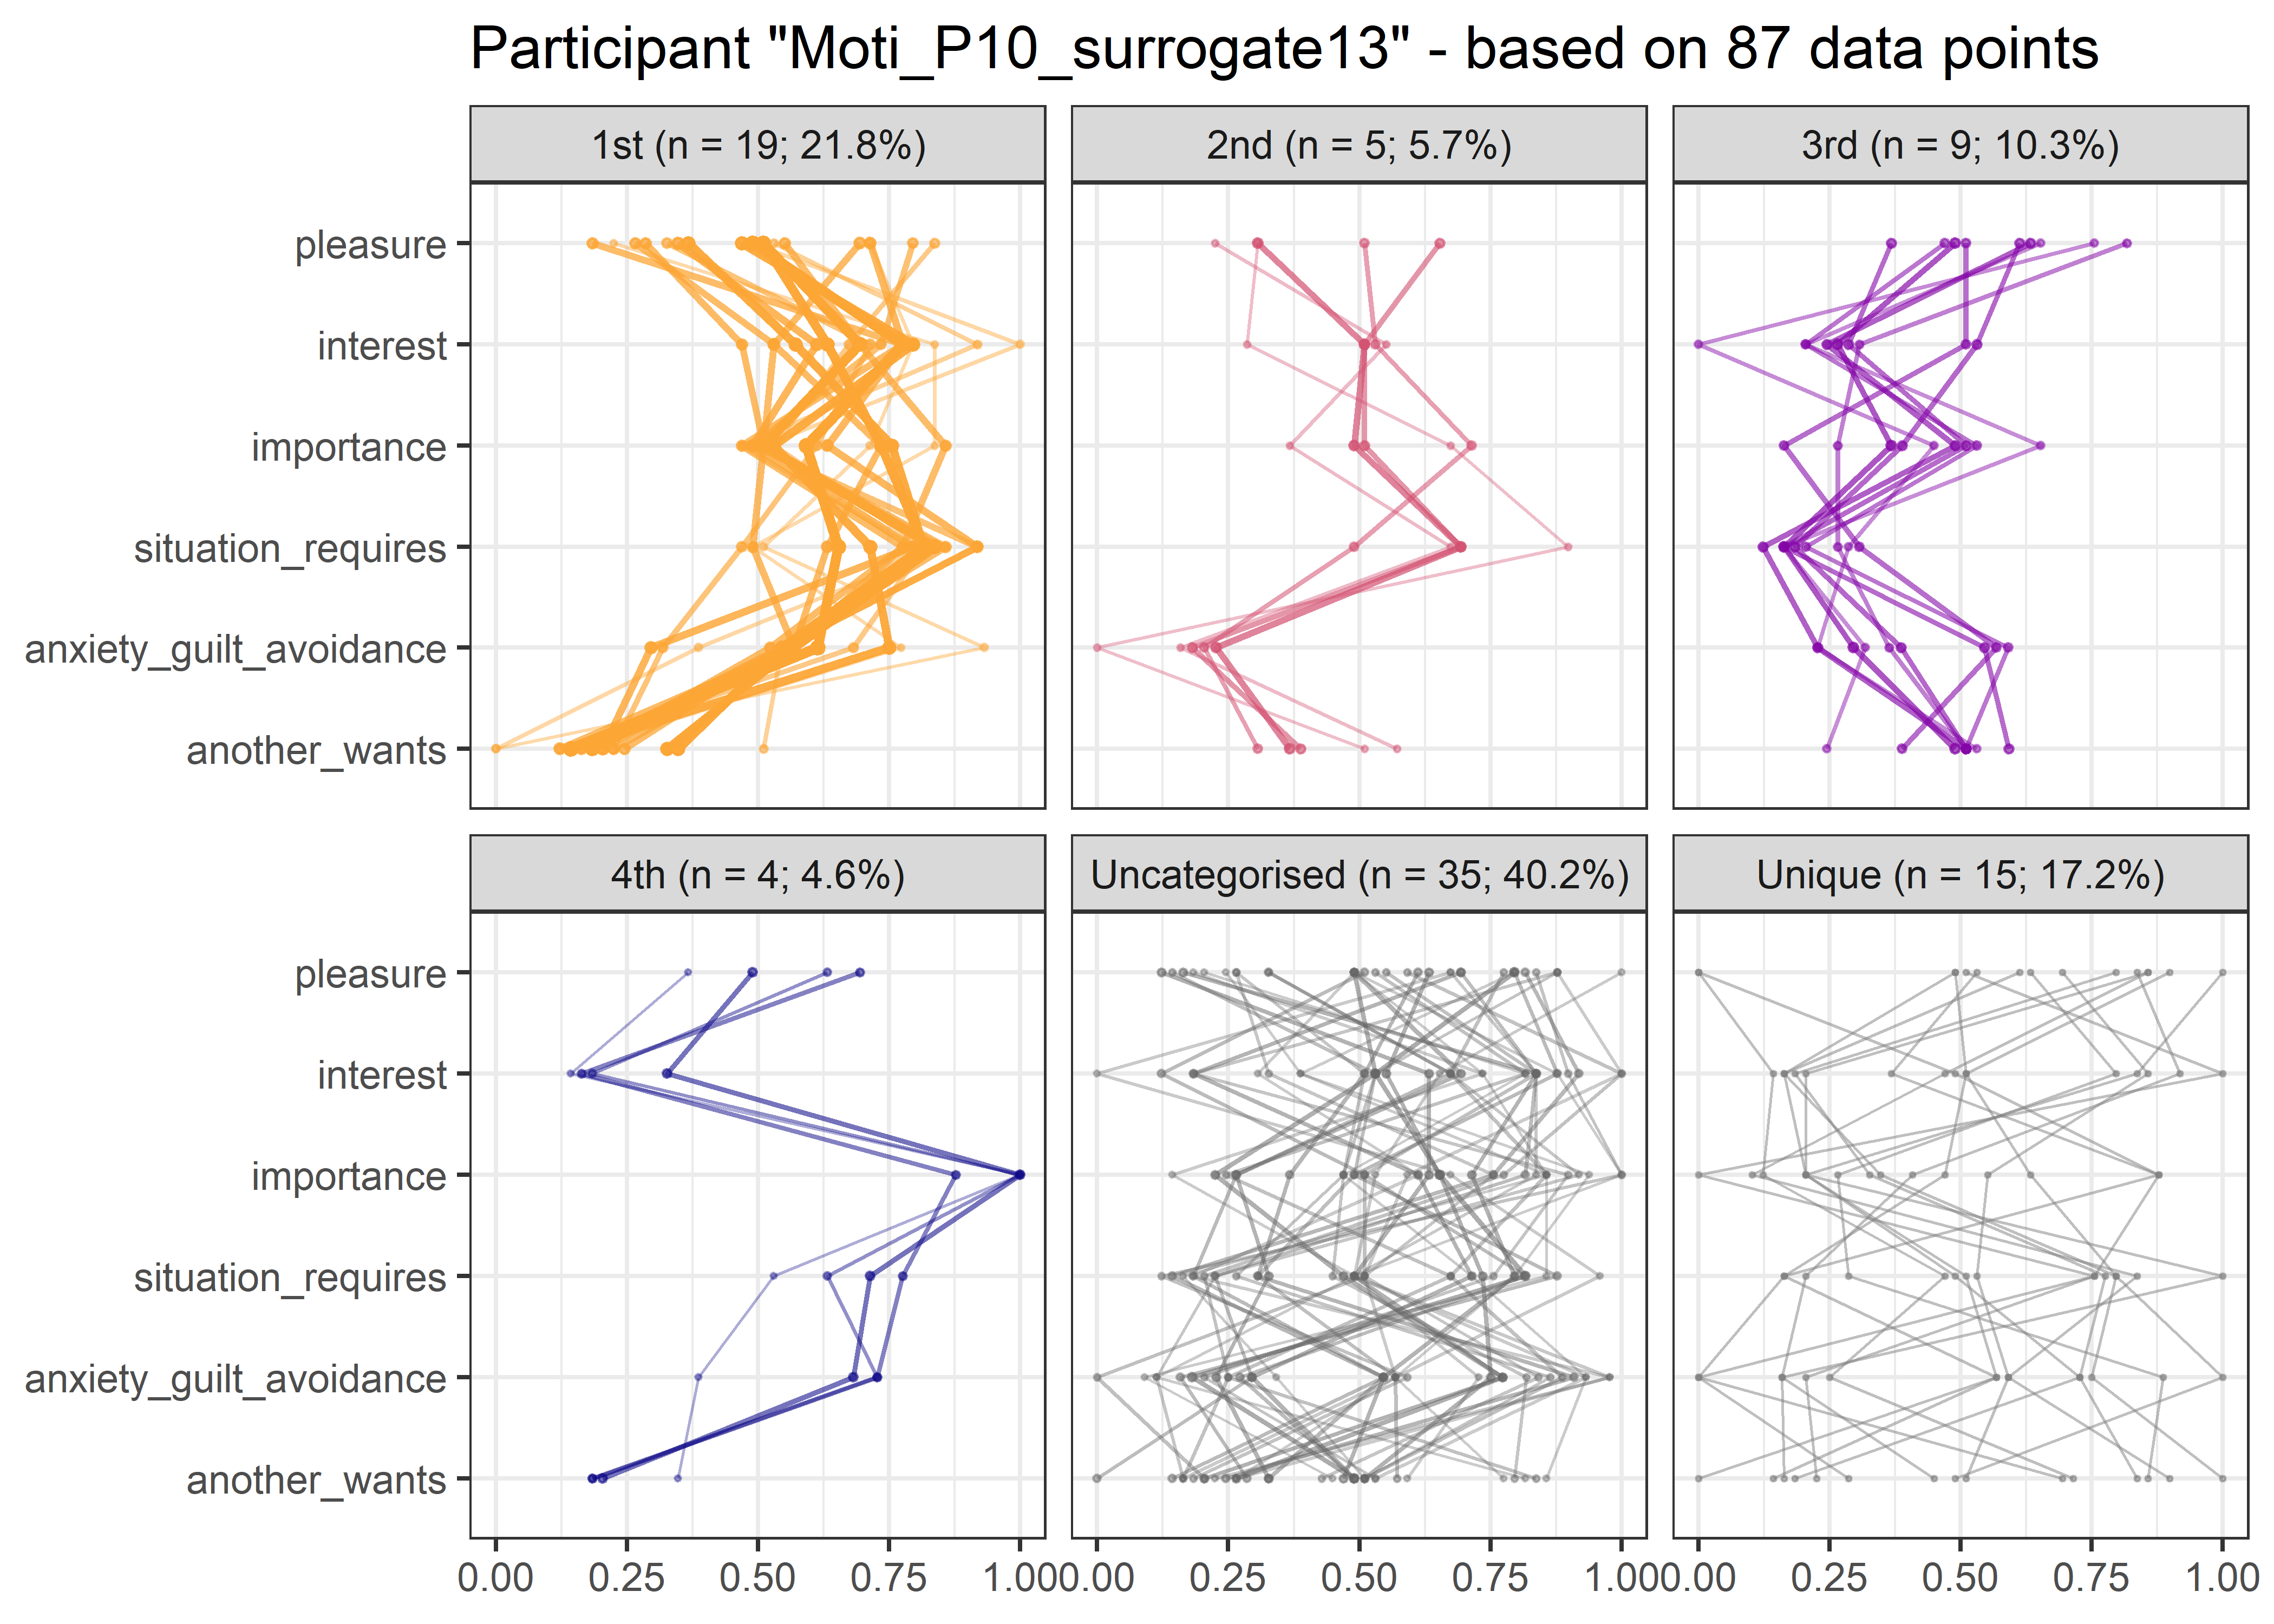 Participant "Moti_P10_surrogate13" - based on 87 data points
1st (n = 19; 21.8%)
2nd (n = 5; 5.7%)
3rd (n = 9; 10.3%)
pleasure
interest
importance
situation_requires
anxiety_guilt_avoidance
another_wants
4th (n = 4; 4.6%)
Uncategorised (n = 35; 40.2%)
Unique (n = 15; 17.2%)
pleasure
interest
importance
situation_requires
anxiety_guilt_avoidance
another_wants
0.00 0.25 0.50 0.75 1.00
0.00 0.25 0.50 0.75 1.00
0.00 0.25 0.50 0.75 1.00